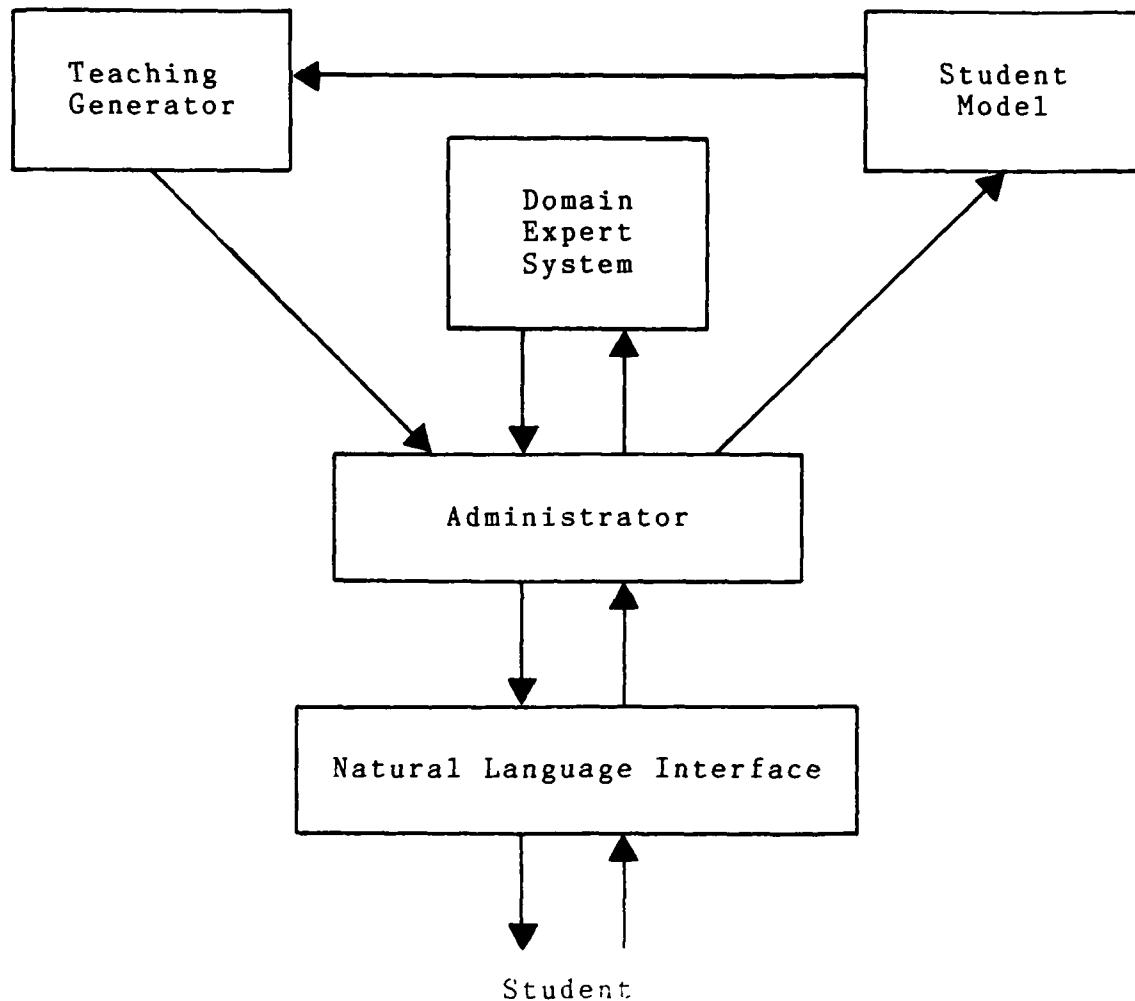 Teaching
Generator
Student
Model
Domain
Expert
System
Administrator
Natural Language Interface
Student